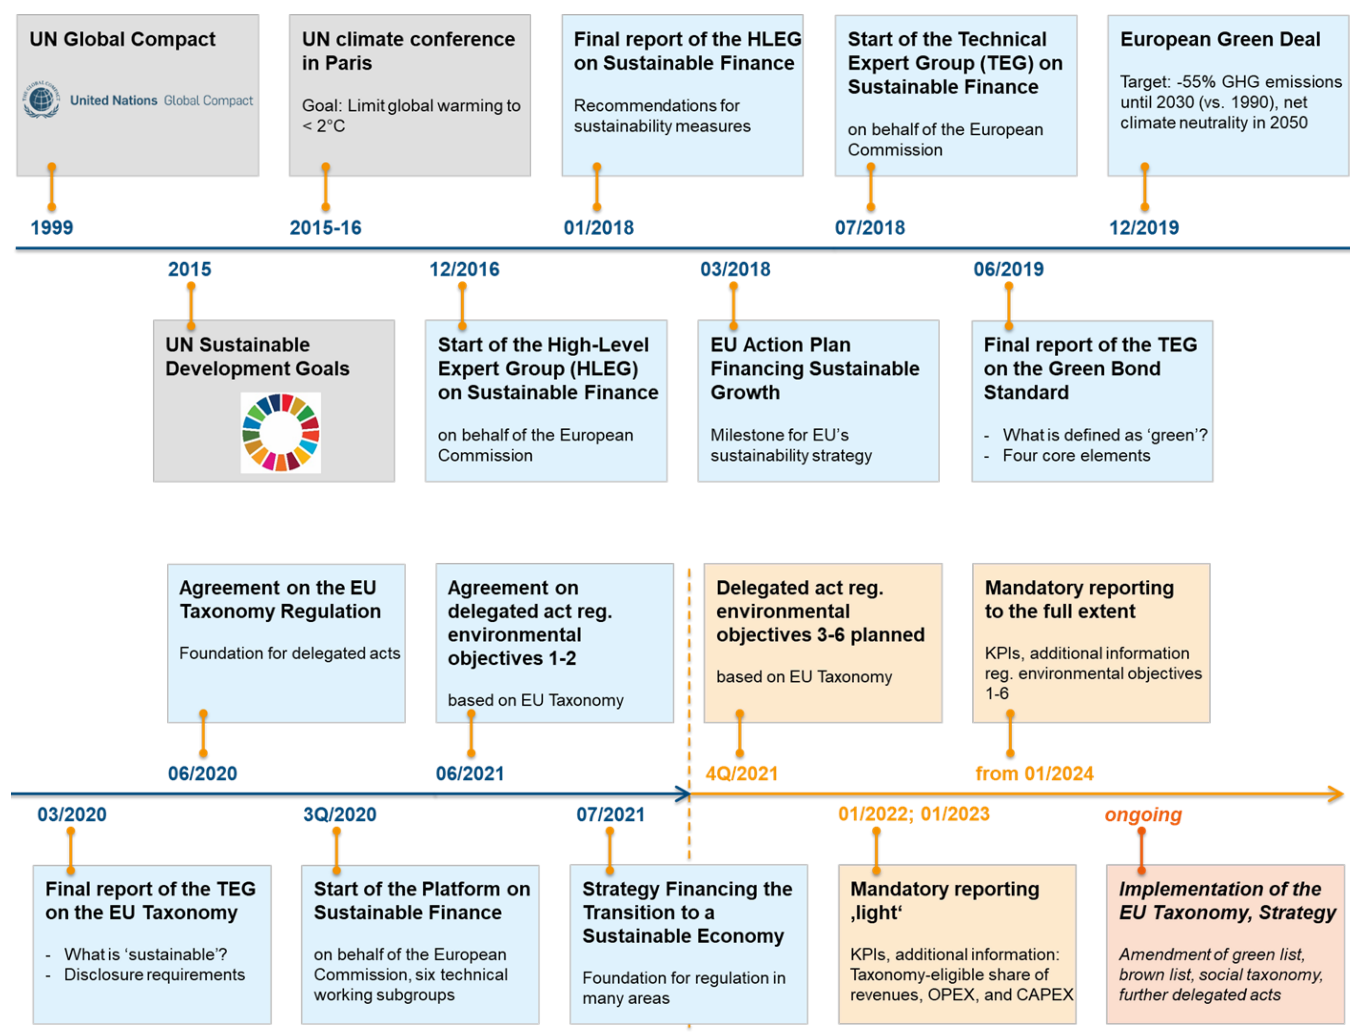 UN Global Compact
THE GLOBAL COMPACT
United Nations Global Compact
1999
UN climate conference
in Paris
Goal: Limit global warming to
< 2°C
2015-16
Final report of the HLEG
on Sustainable Finance
Recommendations for
sustainability measures
01/2018
Start of the Technical
Expert Group (TEG) on
Sustainable Finance
on behalf of the European
Commission
07/2018
European Green Deal
Target: -55% GHG emissions
until 2030 (vs. 1990), net
climate neutrality in 2050
12/2019
2015
UN Sustainable
Development Goals
12/2016
Start of the High-Level
Expert Group (HLEG)
on Sustainable Finance
on behalf of the European
Commission
03/2018
EU Action Plan
Financing Sustainable
Growth
Milestone for EU’s
sustainability strategy
06/2019
Final report of the TEG
on the Green Bond
Standard
- What is defined as ‘green’?
- Four core elements
Agreement on the EU
Taxonomy Regulation
Foundation for delegated acts
06/2020
Agreement on
delegated act reg.
environmental
objectives 1-2
based on EU Taxonomy
06/2021
Delegated act reg.
environmental
objectives 3-6 planned
based on EU Taxonomy
4Q/2021
Mandatory reporting
to the full extent
KPIs, additional information
reg. environmental objectives
1-6
from 01/2024
03/2020
Final report of the TEG
on the EU Taxonomy
- What is ‘sustainable’?
- Disclosure requirements
3Q/2020
Start of the Platform on
Sustainable Finance
on behalf of the European
Commission, six technical
working subgroups
07/2021
Strategy Financing the
Transition to a
Sustainable Economy
Foundation for regulation in
many areas
01/2022; 01/2023
Mandatory reporting
‚light‘
KPIs, additional information:
Taxonomy-eligible share of
revenues, OPEX, and CAPEX
ongoing
Implementation of the
EU Taxonomy, Strategy
Amendment of green list,
brown list, social taxonomy,
further delegated acts